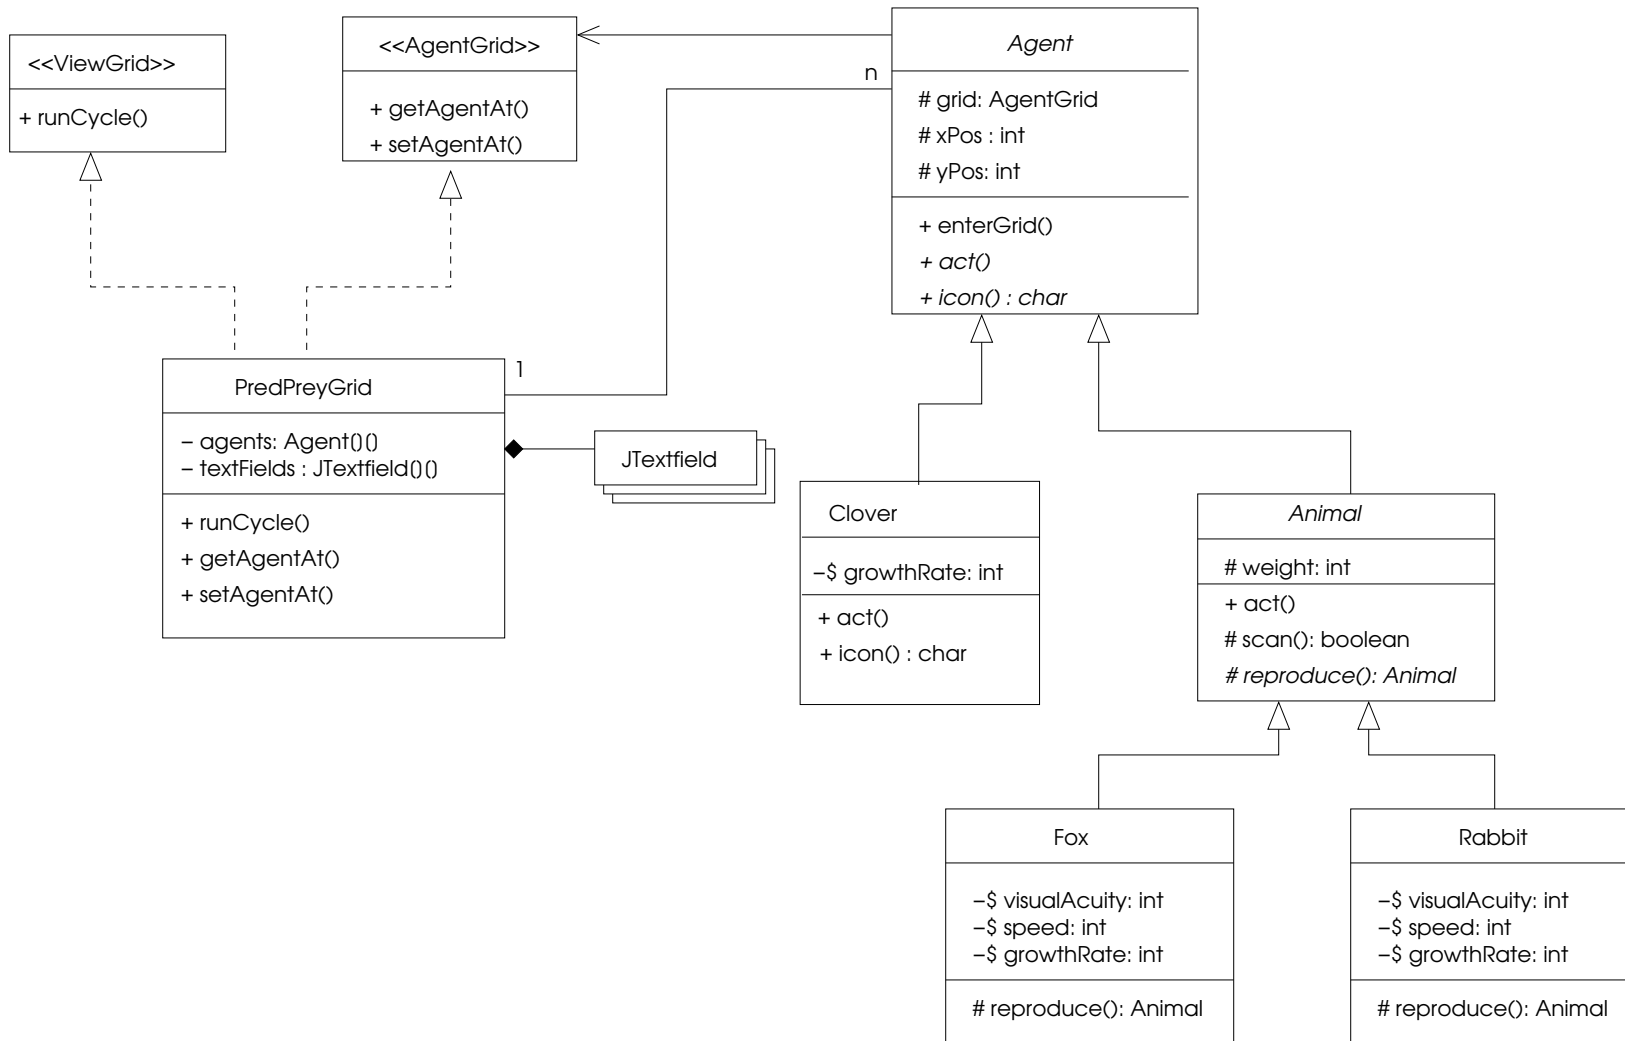 <<ViewGrid>>
+ runCycle()
<<AgentGrid>>
+ getAgentAt()
+ setAgentAt()
Agent
# grid: AgentGrid
# xPos : int
# yPos: int
+ enterGrid()
+ act()
+ icon() : char
n
1
PredPreyGrid
– agents: Agent[][]
– textFields : JTextfield[][]
+ runCycle()
+ getAgentAt()
+ setAgentAt()
JTextfield
Clover
–$ growthRate: int
+ act()
+ icon() : char
Animal
# weight: int
+ act()
# scan(): boolean
# reproduce(): Animal
Fox
–$ visualAcuity: int
–$ speed: int
–$ growthRate: int
# reproduce(): Animal
Rabbit
–$ visualAcuity: int
–$ speed: int
–$ growthRate: int
# reproduce(): Animal